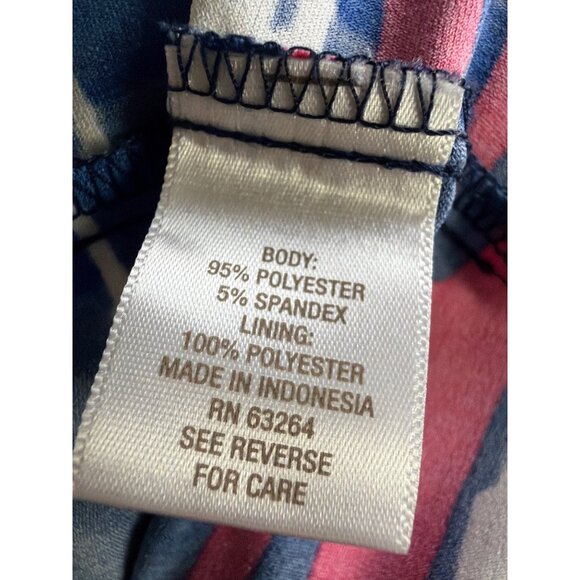 BODY:
95% POLYESTER
5% SPANDEX
LINING:
100% POLYESTER
MADE IN INDONESIA
RN 63264
SEE REVERSE
FOR CARE